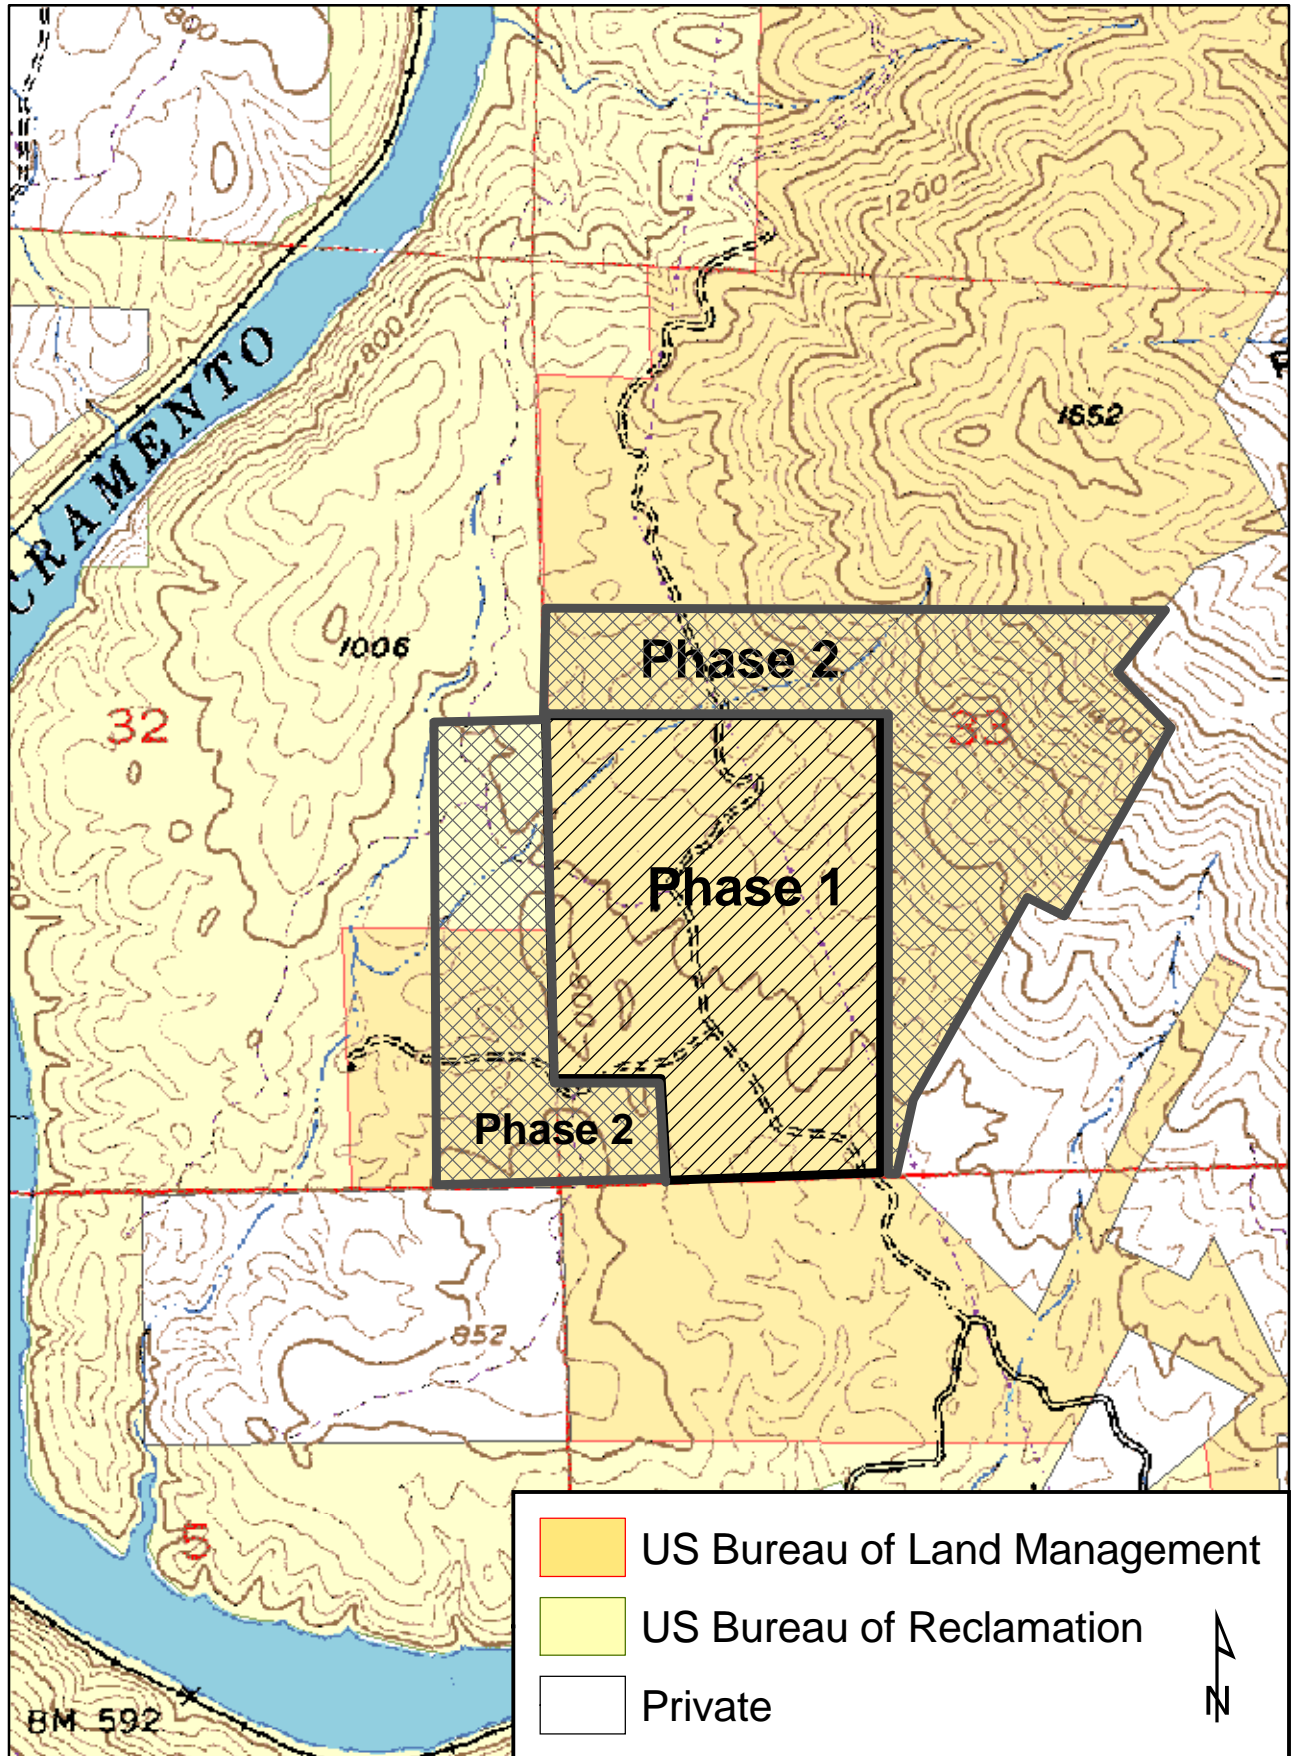 800
1200
CRAMENTO
800
1652
1006
Phase 2
32
33
1400
Phase 1
800
Phase 2
852
5
US Bureau of Land Management
US Bureau of Reclamation
Private
N
BM 592